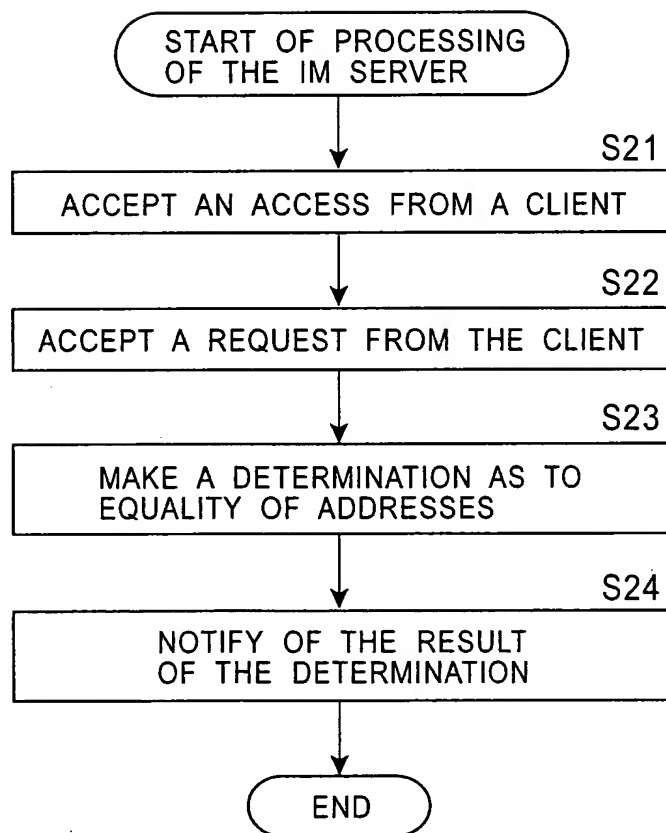 START OF PROCESSING
OF THE IM SERVER
S21
ACCEPT AN ACCESS FROM A CLIENT
S22
ACCEPT A REQUEST FROM THE CLIENT
S23
MAKE A DETERMINATION AS TO
EQUALITY OF ADDRESSES
S24
NOTIFY OF THE RESULT
OF THE DETERMINATION
END